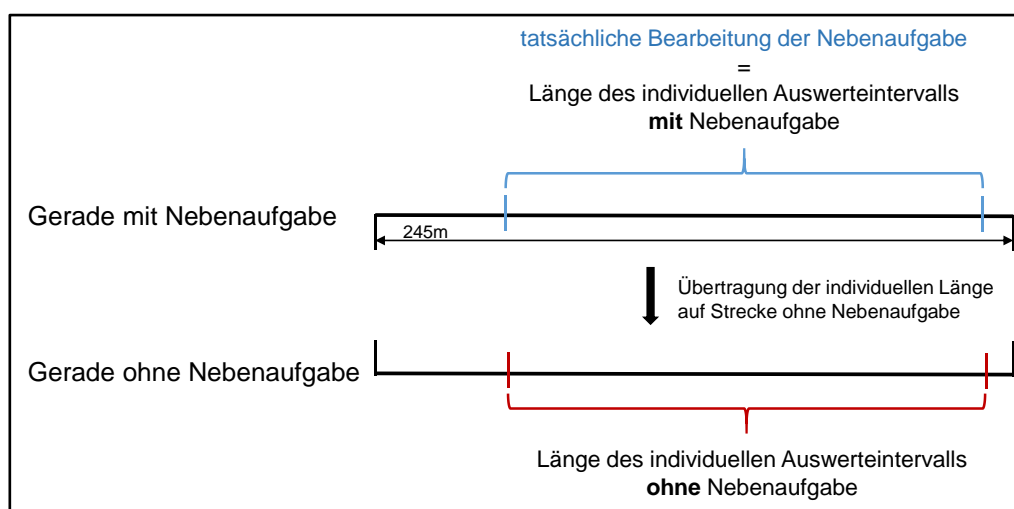 tatsächliche Bearbeitung der Nebenaufgabe
=
Länge des individuellen Auswerteintervalls
mit Nebenaufgabe
Gerade mit Nebenaufgabe
245m
Übertragung der individuellen Länge
auf Strecke ohne Nebenaufgabe
Gerade ohne Nebenaufgabe
Länge des individuellen Auswerteintervalls
ohne Nebenaufgabe